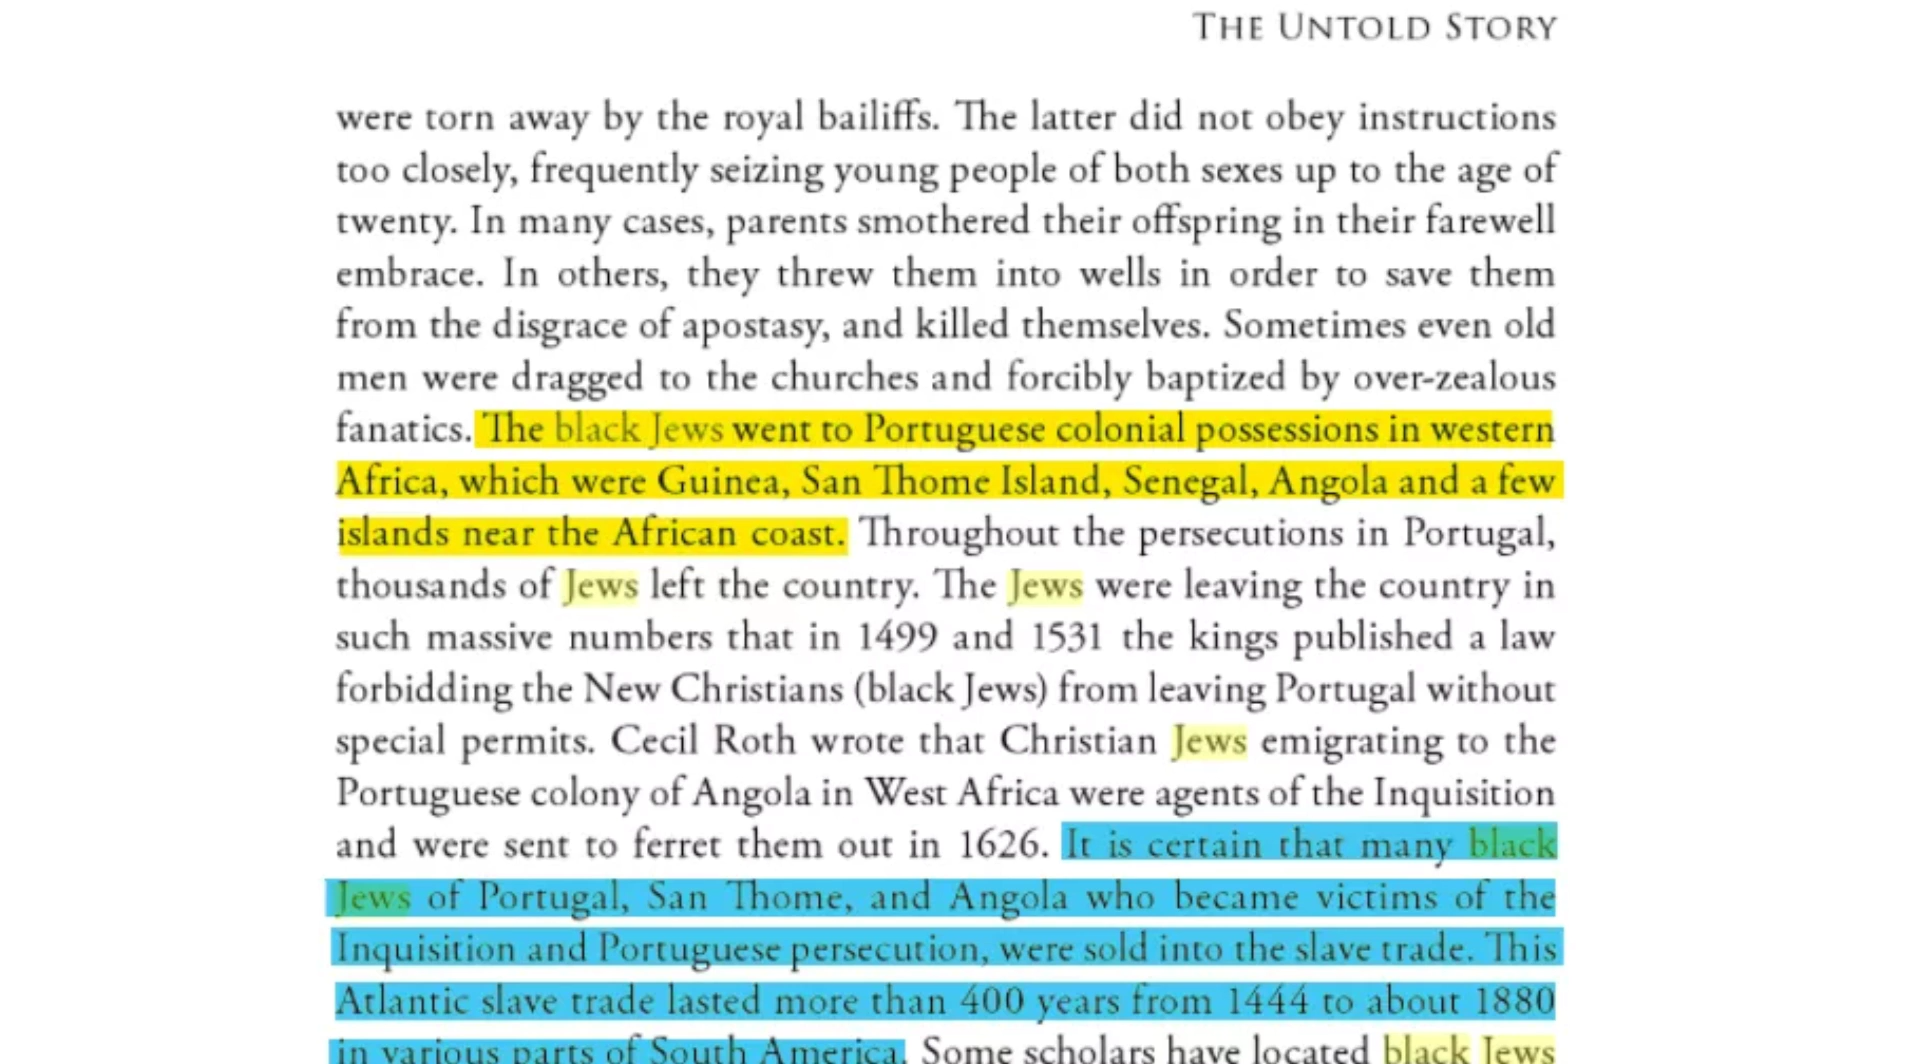 THE UNTOLD STORY
were torn away by the royal bailiffs. The latter did not obey instructions
too closely, frequently seizing young people of both sexes up to the age of
twenty. In many cases, parents smothered their offspring in their farewell
embrace. In others, they threw them into wells in order to save them
from the disgrace of apostasy, and killed themselves. Sometimes even old
men were dragged to the churches and forcibly baptized by over-zealous
fanatics. The black Jews went to Portuguese colonial possessions in western
Africa, which were Guinea, San Thome Island, Senegal, Angola and a few
islands near the African coast. Throughout the persecutions in Portugal,
thousands of Jews left the country. The Jews were leaving the country in
such massive numbers that in 1499 and 1531 the kings published a law
forbidding the New Christians (black Jews) from leaving Portugal without
special permits. Cecil Roth wrote that Christian Jews emigrating to the
Portuguese colony of Angola in West Africa were agents of the Inquisition
and were sent to ferret them out in 1626. It is certain that many black
Jews of Portugal, San Thome, and Angola who became victims of the
Inquisition and Portuguese persecution, were sold into the slave trade. This
Atlantic slave trade lasted more than 400 years from 1444 to about 1880
in various parts of South America. Some scholars have located black Jews